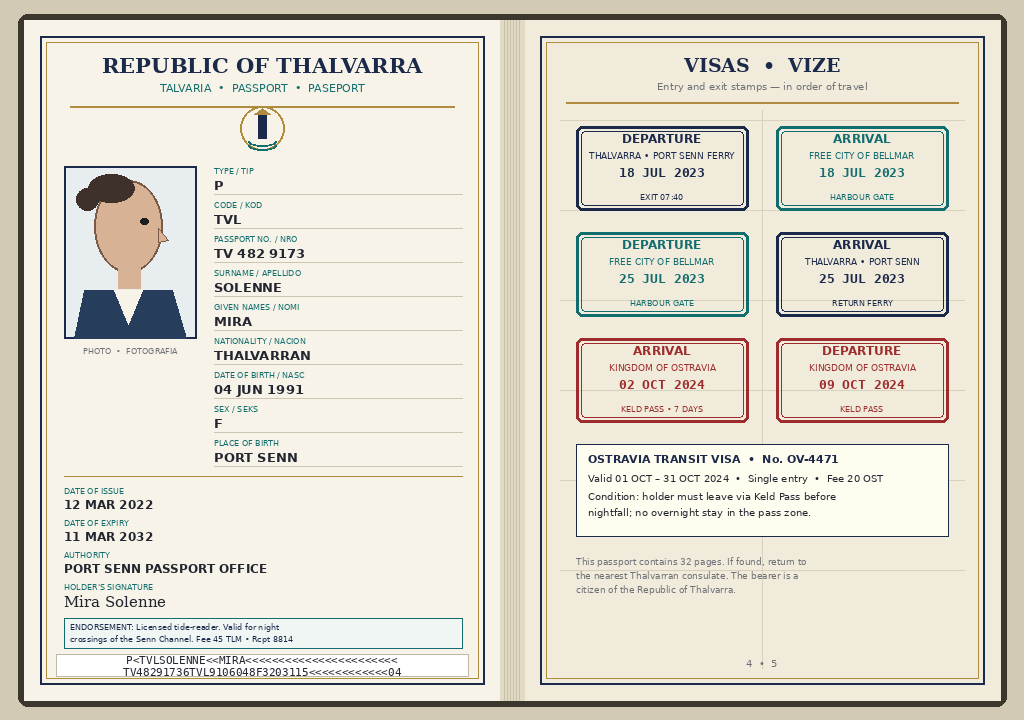 REPUBLIC OF THALVARRA
TALVARIA • PASSPORT • PASEPORT
TYPE / TIP
P
CODE / KOD
TVL
PASSPORT NO. / NRO
TV 482 9173
SURNAME / APELLIDO
SOLENNE
GIVEN NAMES / NOMI
MIRA
NATIONALITY / NACION
THALVARRAN
DATE OF BIRTH / NASC
04 JUN 1991
SEX / SEKS
F
PLACE OF BIRTH
PORT SENN
PHOTO • FOTOGRAFIA
DATE OF ISSUE
12 MAR 2022
DATE OF EXPIRY
11 MAR 2032
AUTHORITY
PORT SENN PASSPORT OFFICE
HOLDER'S SIGNATURE
Mira Solenne
ENDORSEMENT: Licensed tide-reader. Valid for night
crossings of the Senn Channel. Fee 45 TLM • Rcpt 8814
P<TVLSOLENNE<<MIRA<<<<<<<<<<<<<<<<<<<<<<<
TV48291736TVL9106048F3203115<<<<<<<<<<<<04
VISAS • VIZE
Entry and exit stamps — in order of travel
DEPARTURE
THALVARRA • PORT SENN FERRY
18 JUL 2023
EXIT 07:40
ARRIVAL
FREE CITY OF BELLMAR
18 JUL 2023
HARBOUR GATE
DEPARTURE
FREE CITY OF BELLMAR
25 JUL 2023
HARBOUR GATE
ARRIVAL
THALVARRA • PORT SENN
25 JUL 2023
RETURN FERRY
ARRIVAL
KINGDOM OF OSTRAVIA
02 OCT 2024
KELD PASS • 7 DAYS
DEPARTURE
KINGDOM OF OSTRAVIA
09 OCT 2024
KELD PASS
OSTRAVIA TRANSIT VISA • No. OV-4471
Valid 01 OCT – 31 OCT 2024 • Single entry • Fee 20 OST
Condition: holder must leave via Keld Pass before
nightfall; no overnight stay in the pass zone.
This passport contains 32 pages. If found, return to
the nearest Thalvarran consulate. The bearer is a
citizen of the Republic of Thalvarra.
4 • 5